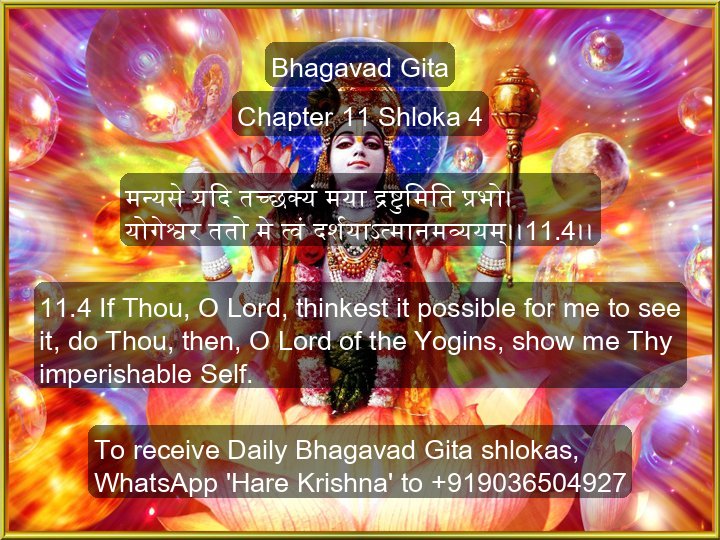 Bhagavad Gita
Chapter 11 Shloka 4
मन्यसे यदि तच्छक्यं मया द्रष्टुमिति प्रभो।
योगेश्वर ततो मे त्वं दर्शयाऽत्मानमव्ययम्।।11.4।।
11.4 If Thou, O Lord, thinkest it possible for me to see
it, do Thou, then, O Lord of the Yogins, show me Thy
imperishable Self.
To receive Daily Bhagavad Gita shlokas,
WhatsApp 'Hare Krishna' to +919036504927